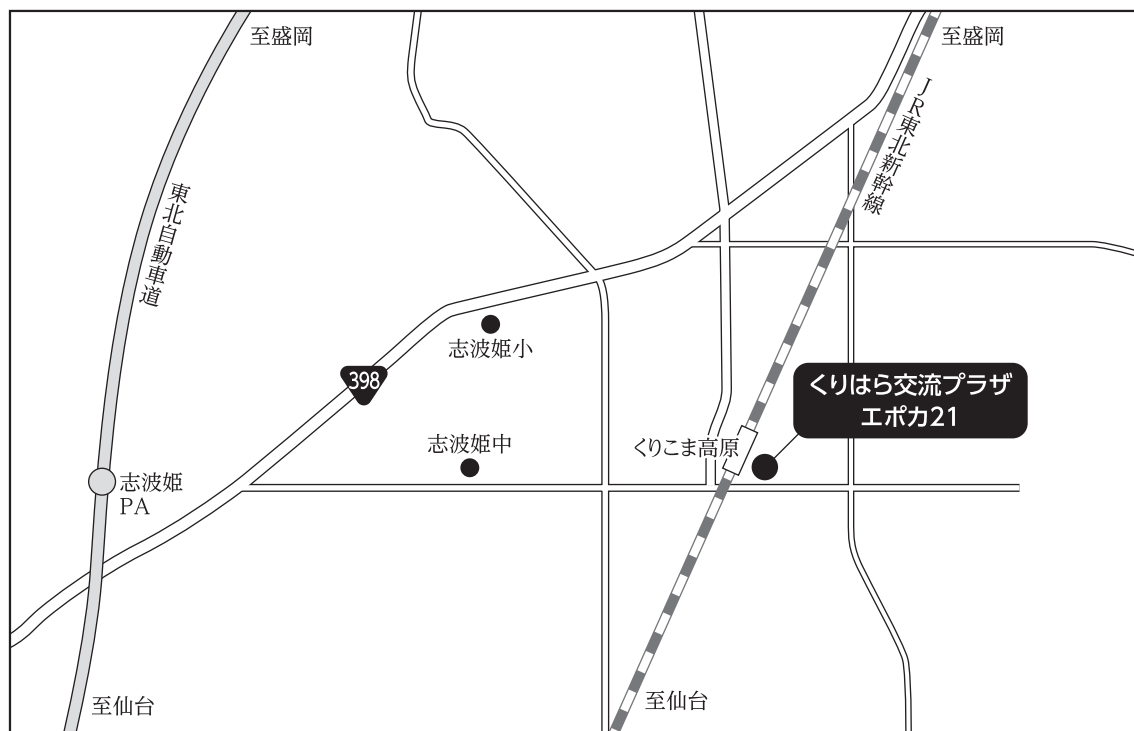 至盛岡
至盛岡
JR東北新幹線
東北自動車道
志波姫小
398
くりはら交流プラザ
エポカ21
志波姫中
くりこま高原
志波姫
PA
至仙台
至仙台